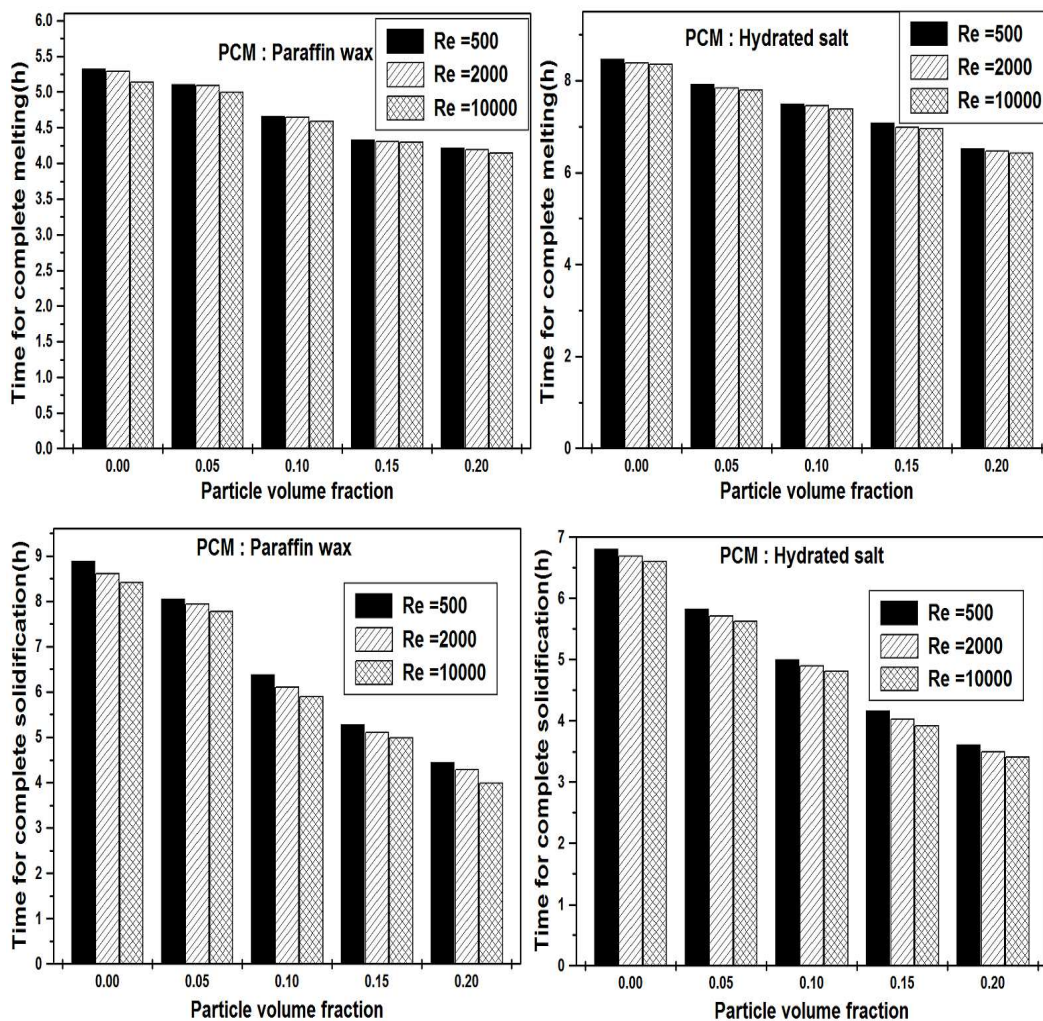 Time for complete melting(h)
6.0
5.5
5.0
4.5
4.0
3.5
3.0
2.5
2.0
1.5
1.0
0.5
0.0
PCM : Paraffin wax
Re =500
Re =2000
Re =10000
0.00 0.05 0.10 0.15 0.20
Particle volume fraction
Time for complete melting(h)
8
6
4
2
0
PCM : Hydrated salt
Re =500
Re =2000
Re =10000
0.00 0.05 0.10 0.15 0.20
Particle volume fraction
Time for complete solidification(h)
9
8
7
6
5
4
3
2
1
0
PCM : Paraffin wax
Re =500
Re =2000
Re =10000
0.00 0.05 0.10 0.15 0.20
Particle volume fraction
Time for complete solidification(h)
7
6
5
4
3
2
1
0
PCM : Hydrated salt
Re =500
Re =2000
Re =10000
0.00 0.05 0.10 0.15 0.20
Particle volume fraction